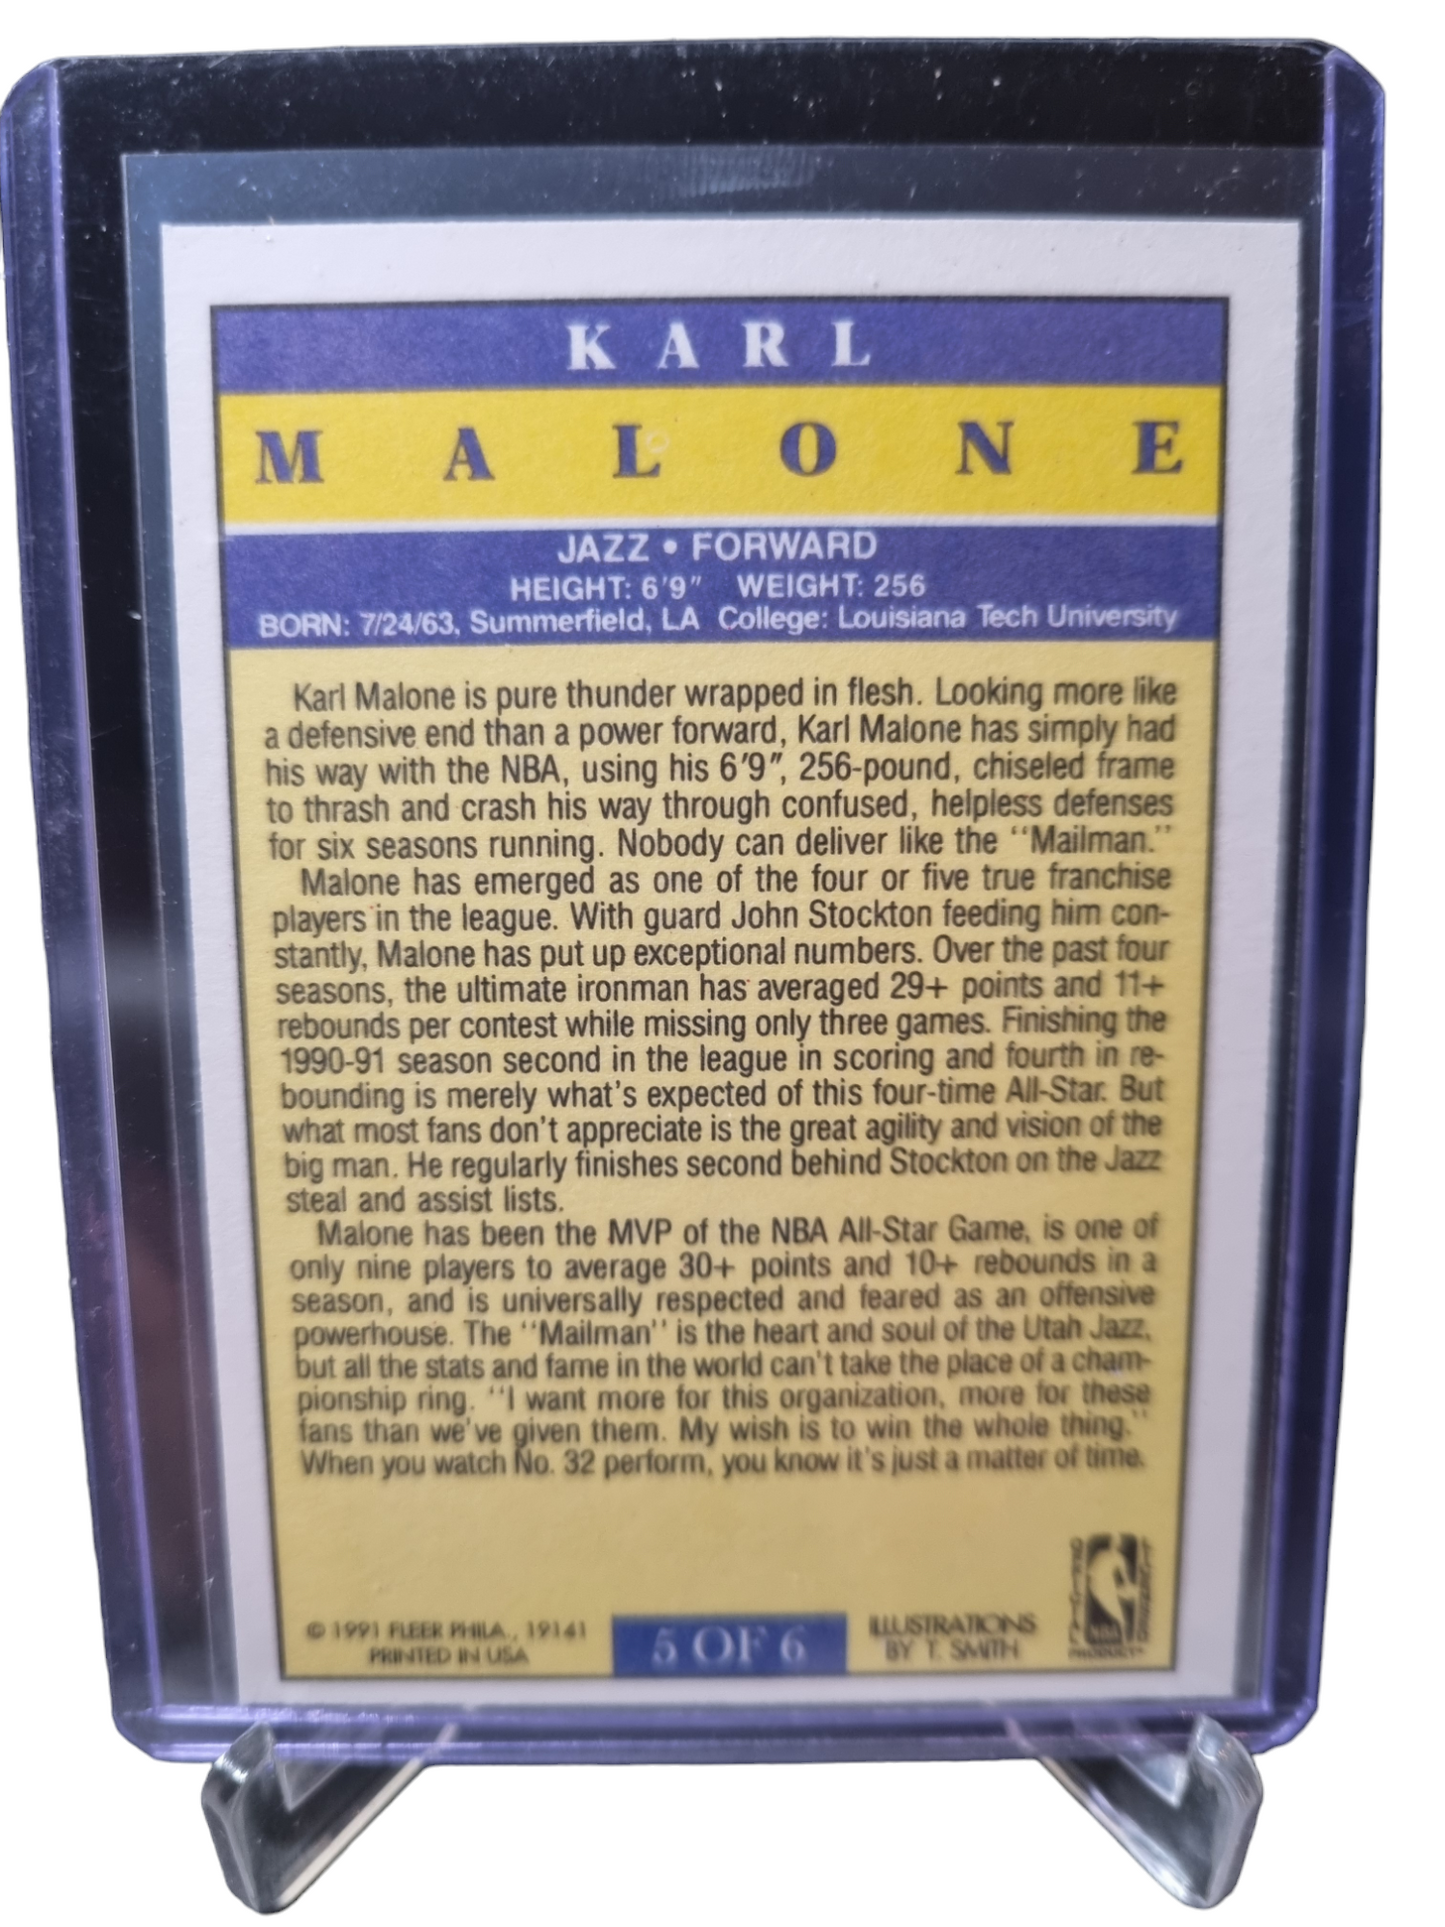 KARL
MALONE
JAZZ • FORWARD
HEIGHT: 6'9" WEIGHT: 256
BORN: 7/24/63, Summerfield, LA College: Louisiana Tech University
Karl Malone is pure thunder wrapped in flesh. Looking more like
a defensive end than a power forward, Karl Malone has simply had
his way with the NBA, using his 6'9", 256-pound, chiseled frame
to thrash and crash his way through confused, helpless defenses
for six seasons running. Nobody can deliver like the "Mailman."
Malone has emerged as one of the four or five true franchise
players in the league. With guard John Stockton feeding him con-
stantly, Malone has put up exceptional numbers. Over the past four
seasons, the ultimate ironman has averaged 29+ points and 11+
rebounds per contest while missing only three games. Finishing the
1990-91 season second in the league in scoring and fourth in re-
bounding is merely what's expected of this four-time All-Star. But
what most fans don't appreciate is the great agility and vision of the
big man. He regularly finishes second behind Stockton on the Jazz
steal and assist lists.
Malone has been the MVP of the NBA All-Star Game, is one of
only nine players to average 30+ points and 10+ rebounds in a
season, and is universally respected and feared as an offensive
powerhouse. The "Mailman" is the heart and soul of the Utah Jazz,
but all the stats and fame in the world can't take the place of a cham-
pionship ring. "I want more for this organization, more for these
fans than we've given them. My wish is to win the whole thing."
When you watch No. 32 perform, you know it's just a matter of time.
© 1991 FLEER PHILA., 19141
PRINTED IN USA
5 OF 6
ILLUSTRATIONS
BY T. SMITH
OFFICIAL
NBA
PRODUCT